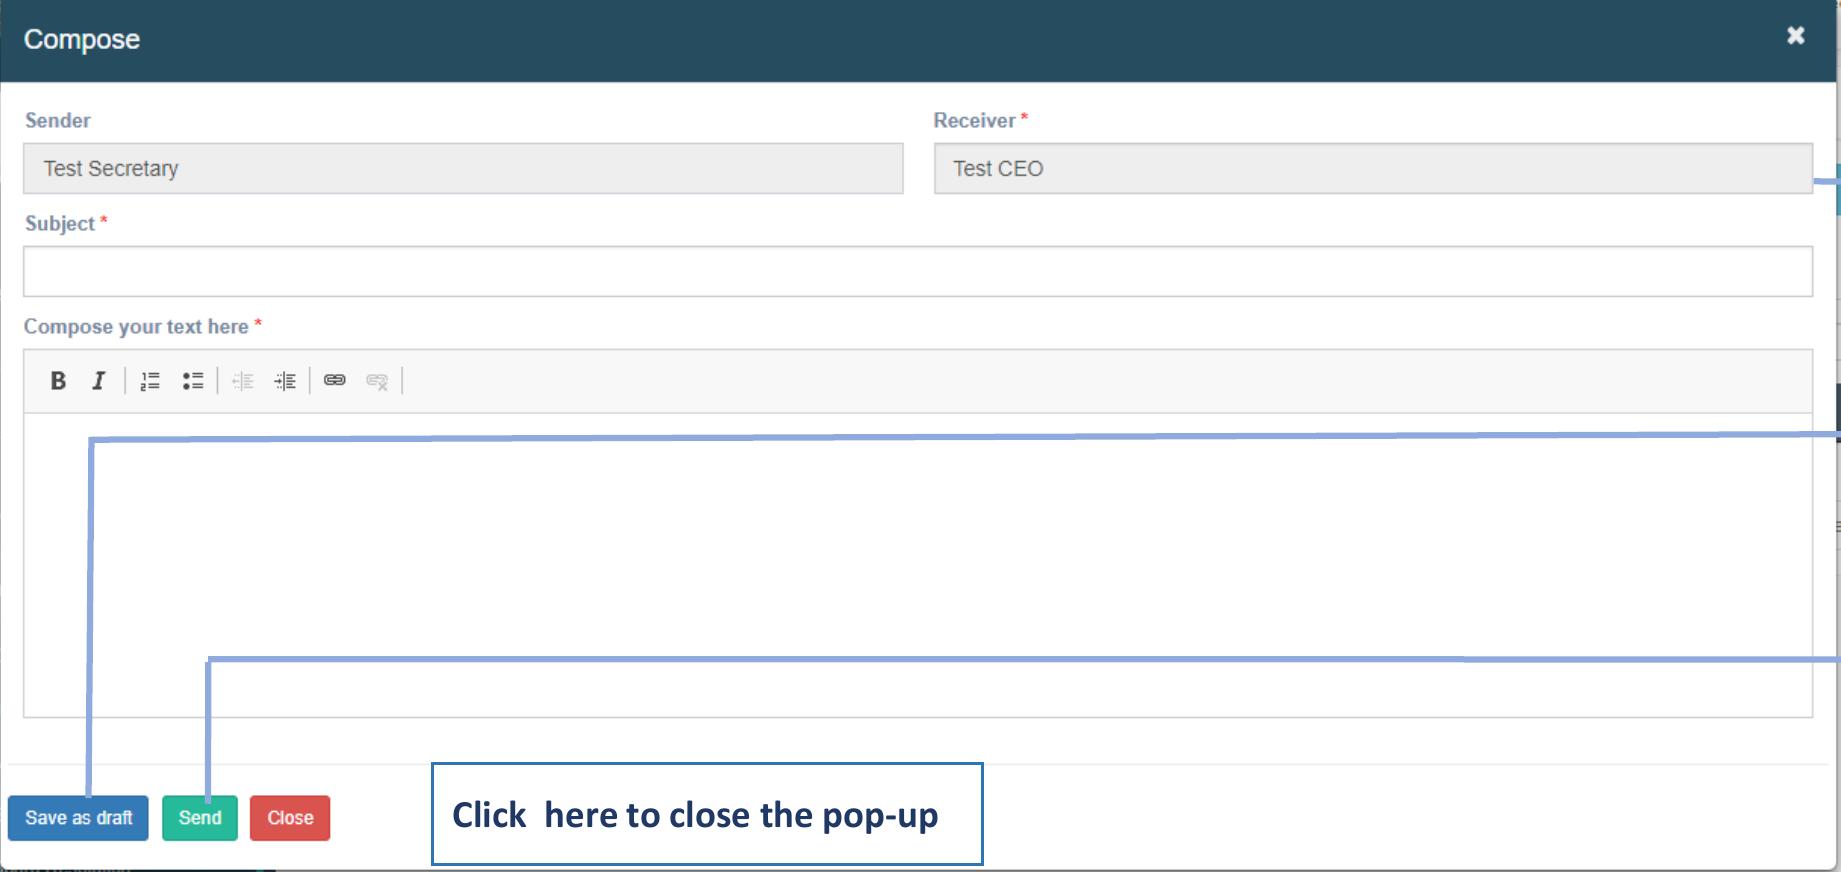 Compose
Sender
Receiver *
Test Secretary
Test CEO
Subject *
Compose your text here *
B I
Save as draft
Send
Close
Click here to close the pop-up